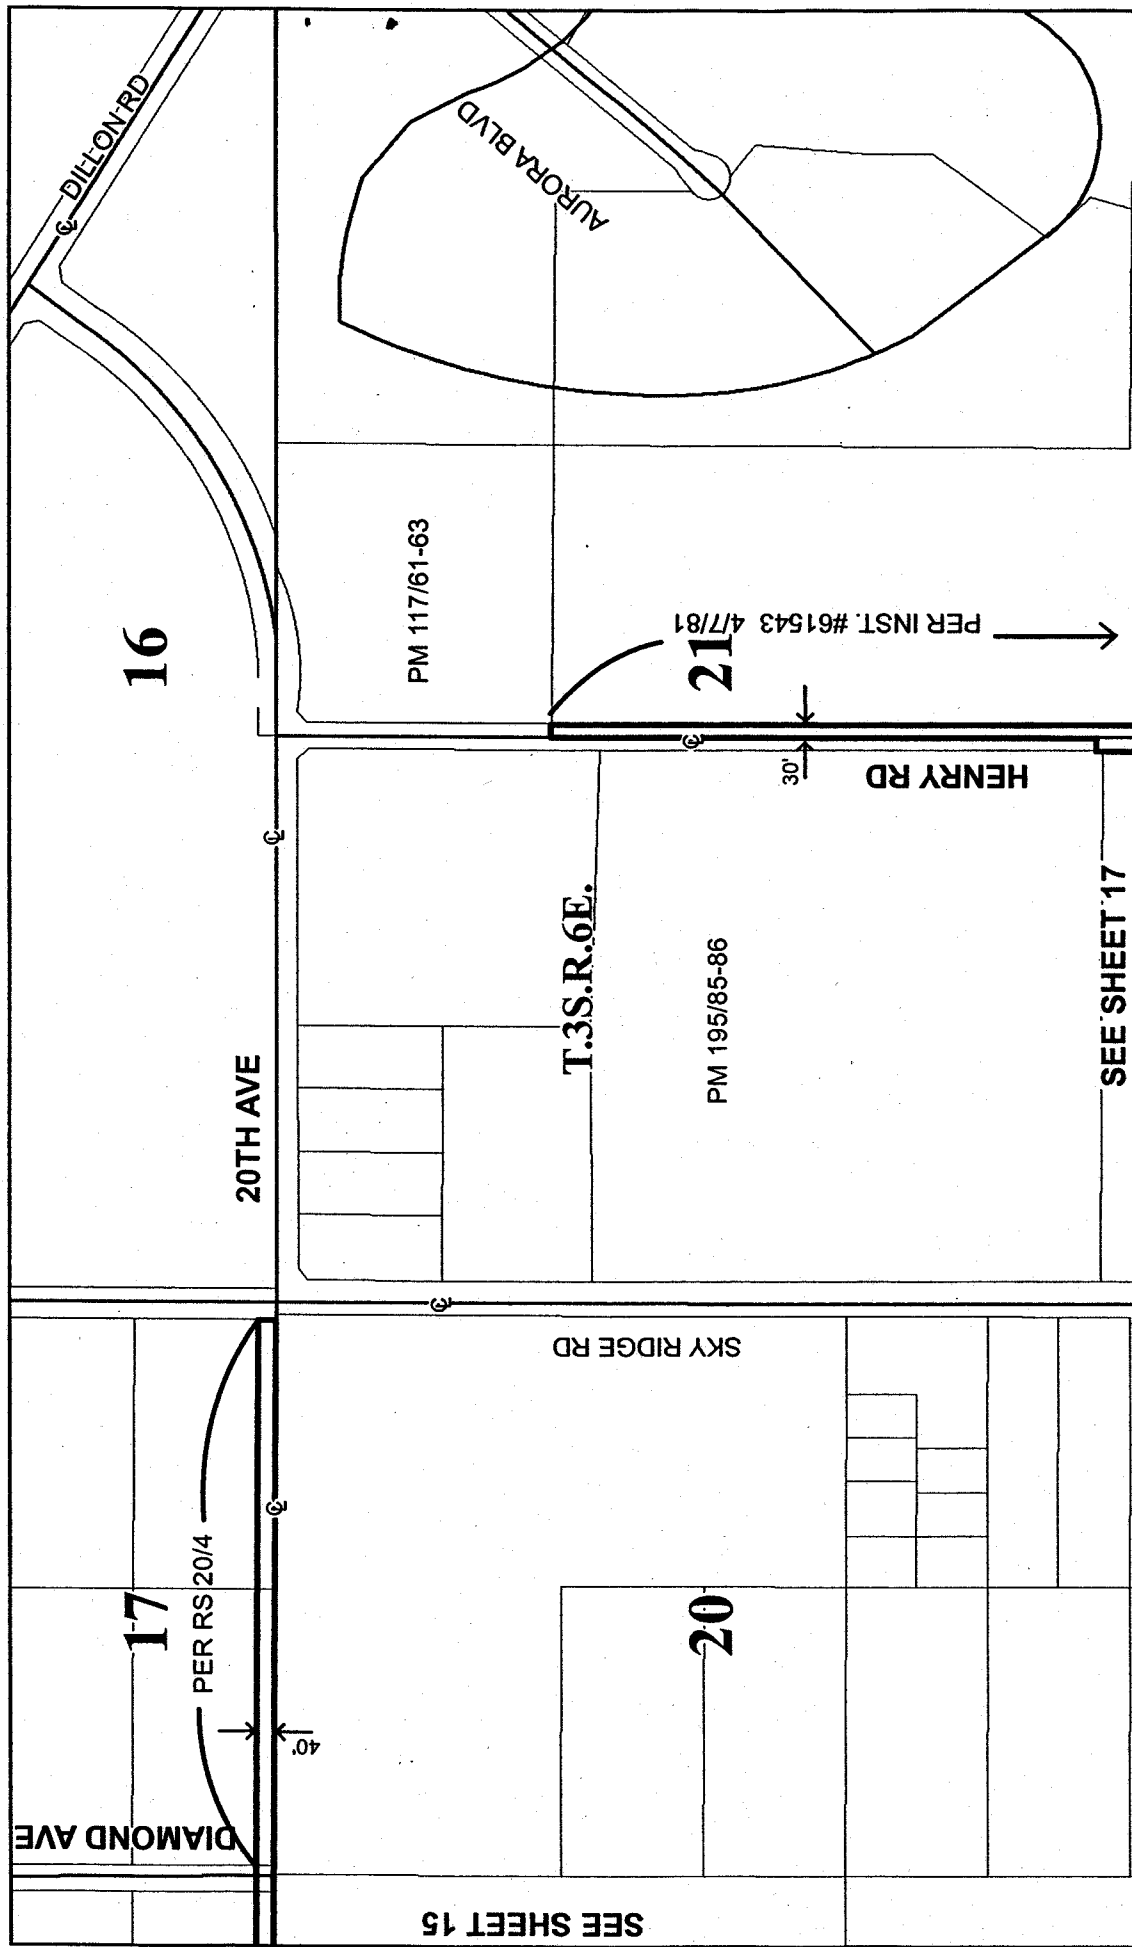 DILLON RD
℄
AURORA BLVD
16
PM 117/61-63
PER INST. #61543 4/7/81
21
℄
30'
HENRY RD
℄
20TH AVE
T.3S.R.6E.
PM 195/85-86
SEE SHEET 17
℄
SKY RIDGE RD
17
PER RS 20/4
℄
40'
DIAMOND AVE
20
SEE SHEET 15